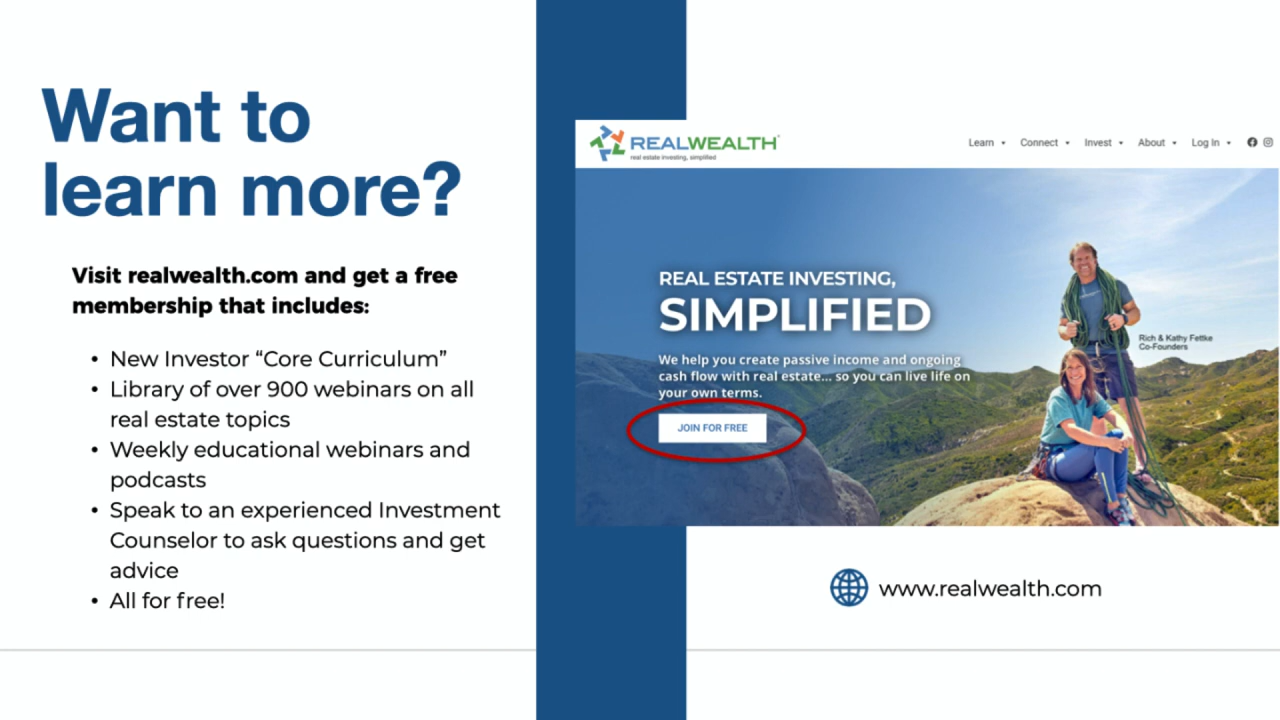 Want to
learn more?
Visit realwealth.com and get a free
membership that includes:
• New Investor “Core Curriculum”
• Library of over 900 webinars on all
real estate topics
• Weekly educational webinars and
podcasts
• Speak to an experienced Investment
Counselor to ask questions and get
advice
• All for free!
REALWEALTH
real estate investing, simplified
Learn Connect Invest About Log In
REAL ESTATE INVESTING,
SIMPLIFIED
We help you create passive income and ongoing
cash flow with real estate... so you can live life on
your own terms.
JOIN FOR FREE
Rich & Kathy Fettke
Co-Founders
www.realwealth.com